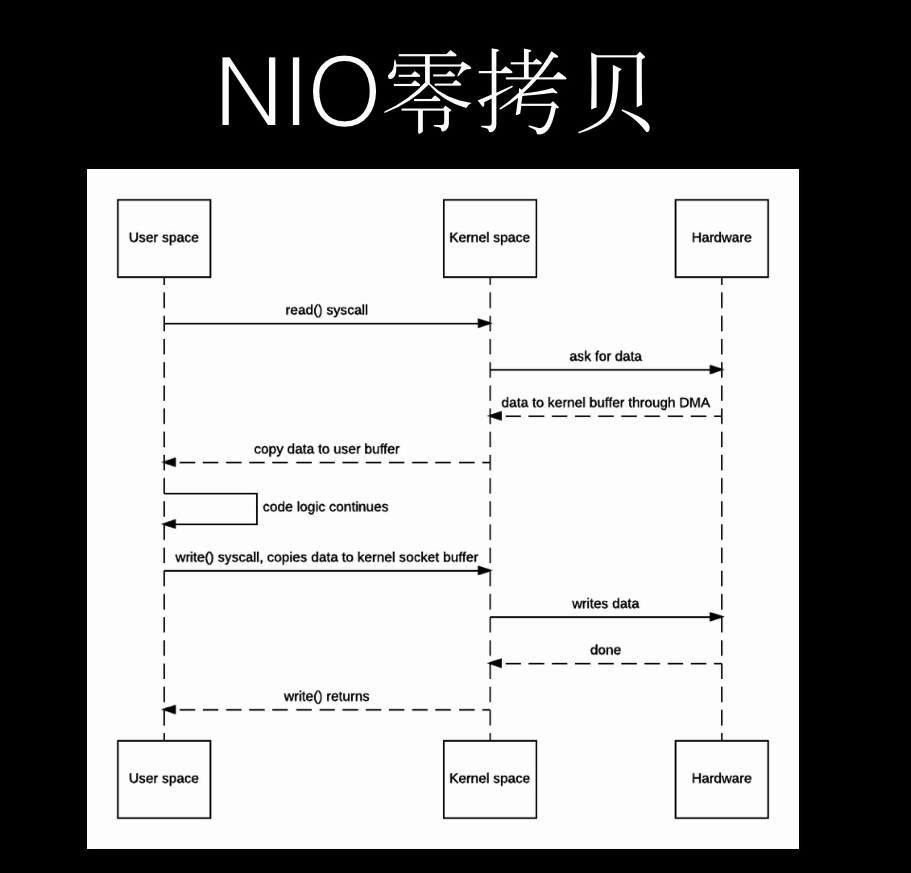 NIO零拷贝
User space
Kernel space
Hardware
read() syscall
ask for data
data to kernel buffer through DMA
copy data to user buffer
code logic continues
write() syscall, copies data to kernel socket buffer
writes data
done
write() returns
User space
Kernel space
Hardware